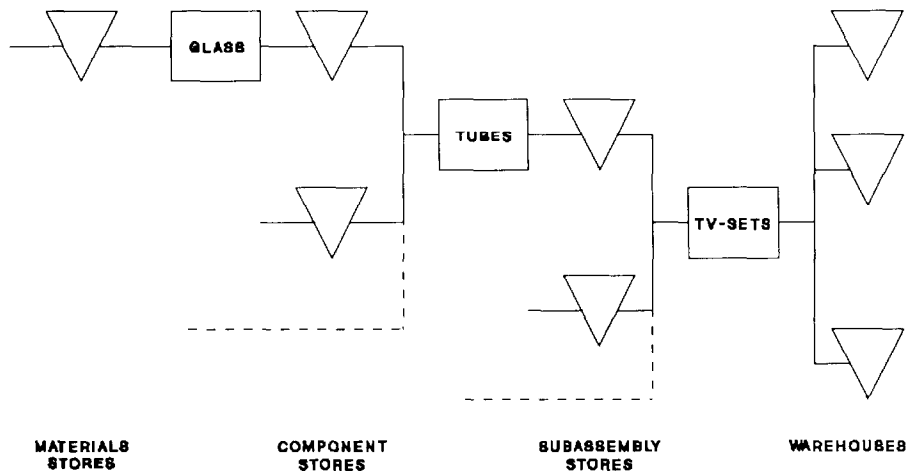 GLASS
TUBES
TV-SETS
MATERIALS
STORES
COMPONENT
STORES
SUBASSEMBLY
STORES
WAREHOUSES